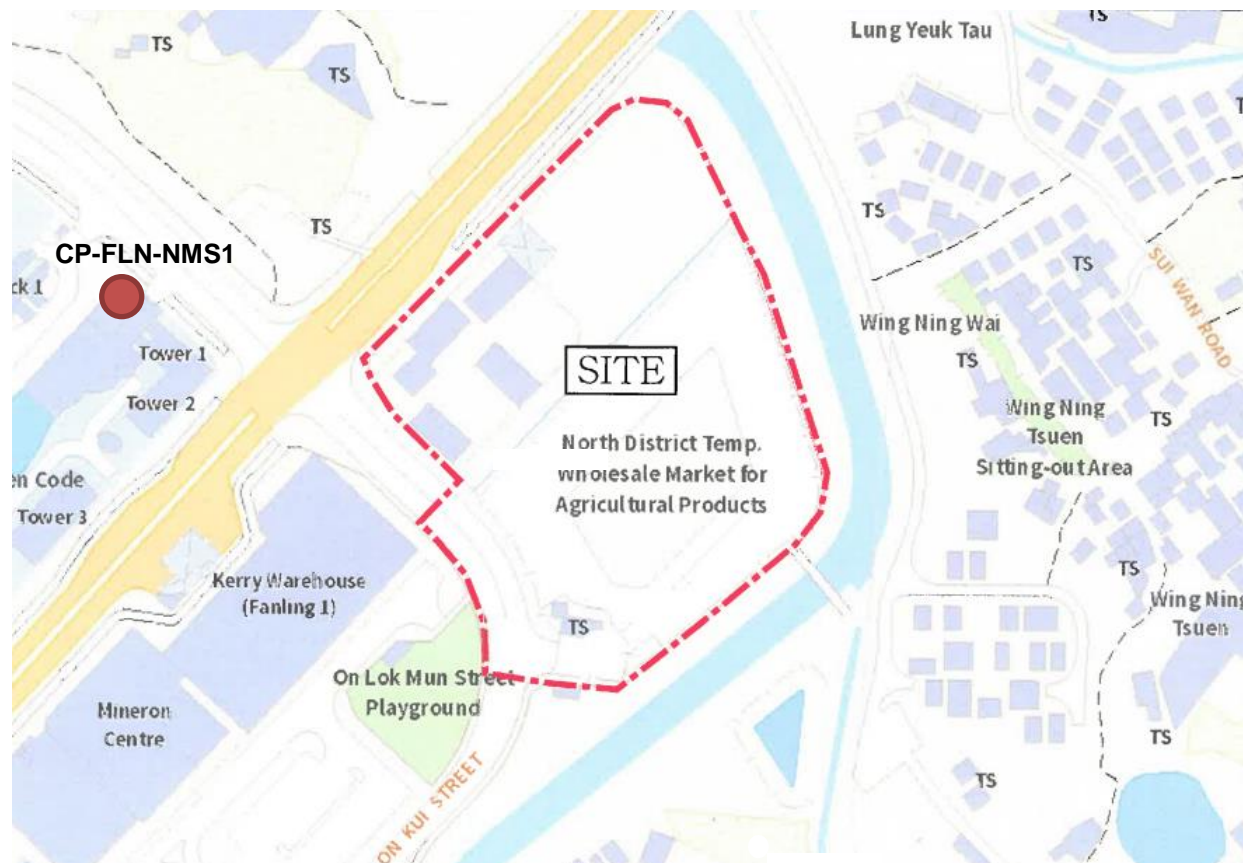 TS
TS
Lung Yeuk Tau
TS
TS
TS
CP-FLN-NMS1
ck 1
Tower 1
Tower 2
en Code
Tower 3
Kerry Warehouse
(Fanling 1)
Mineron
Centre
On Lok Mun Street
Playground
ON KUI STREET
SITE
North District Temp.
Wholesale Market for
Agricultural Products
TS
Wing Ning Wai
TS
TS
SUI WAN ROAD
Wing Ning
Tsuen
Sitting-out Area
TS
TS
Wing Ning
Tsuen
TS
TS